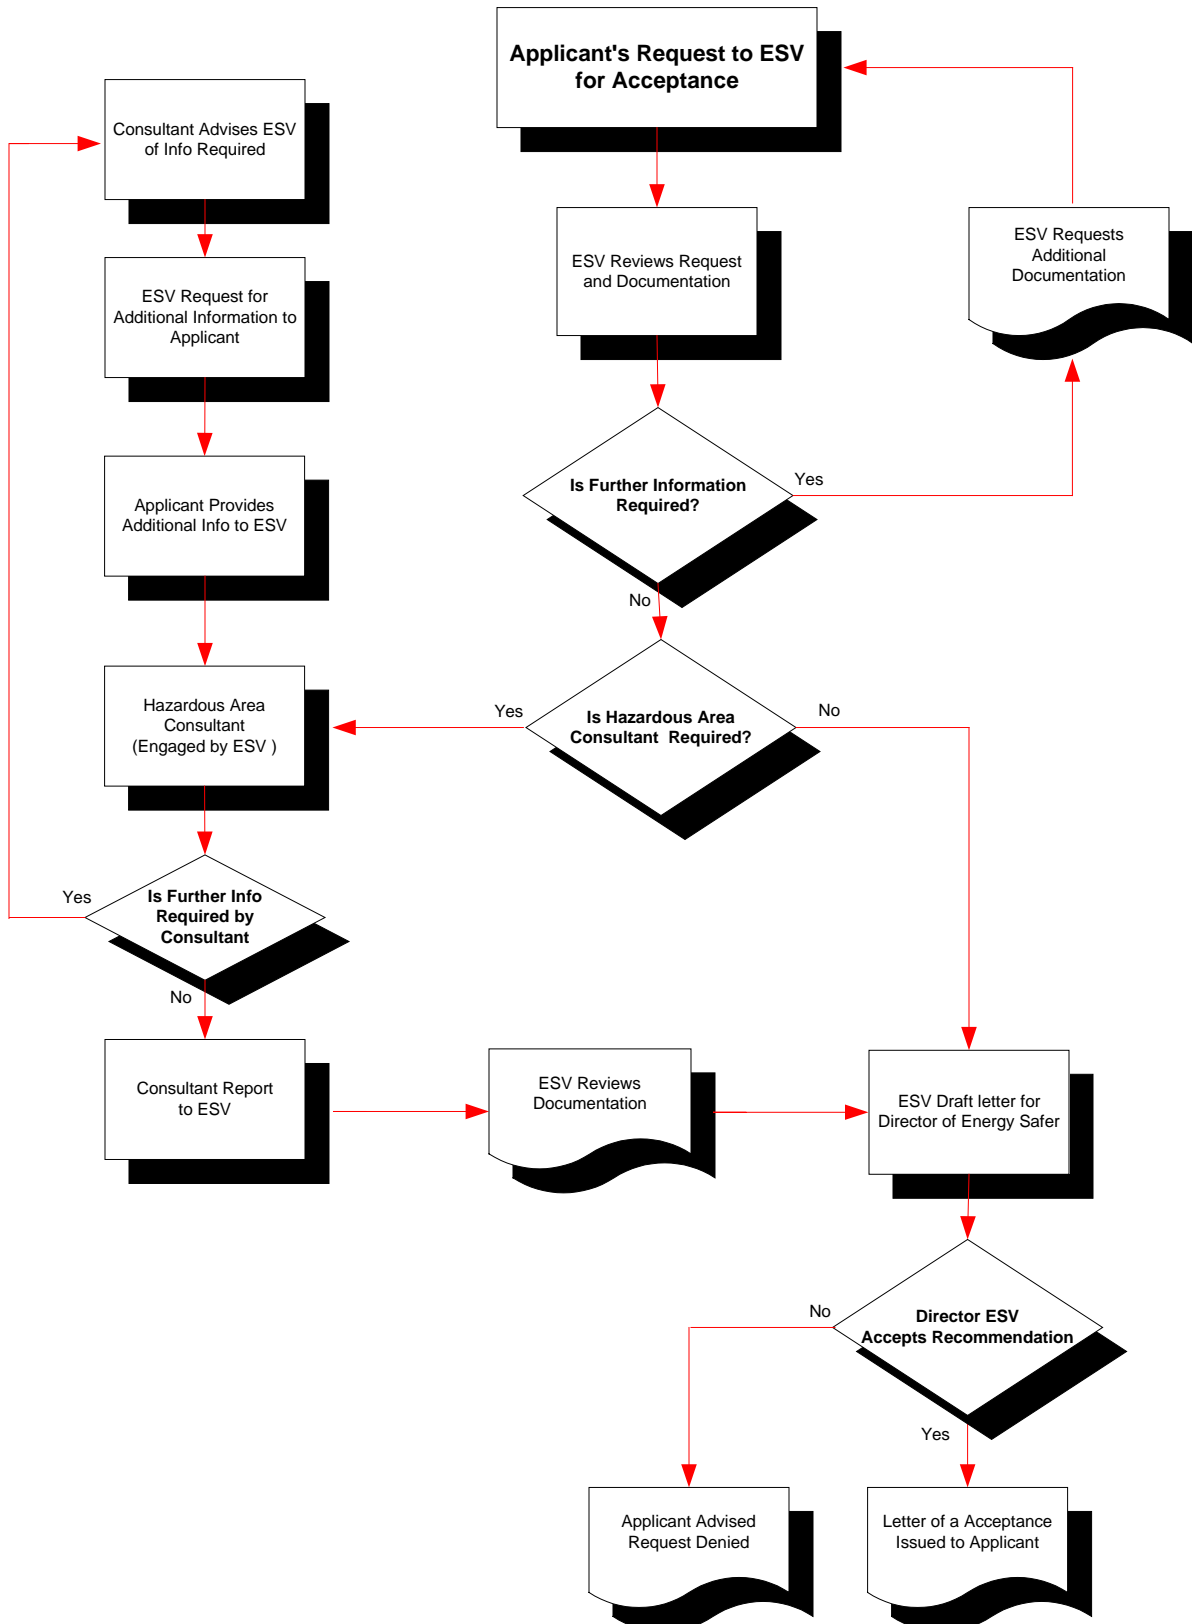 Applicant's Request to ESV
for Acceptance
Consultant Advises ESV
of Info Required
ESV Reviews Request
and Documentation
ESV Requests
Additional
Documentation
ESV Request for
Additional Information to
Applicant
Is Further Information
Required?
Yes
No
Applicant Provides
Additional Info to ESV
Is Hazardous Area
Consultant  Required?
Yes
No
Hazardous Area
Consultant
(Engaged by ESV )
Is Further Info
Required by
Consultant
Yes
No
Consultant Report
to ESV
ESV Reviews
Documentation
ESV Draft letter for
Director of Energy Safer
Director ESV
Accepts Recommendation
No
Yes
Applicant Advised
Request Denied
Letter of a Acceptance
Issued to Applicant